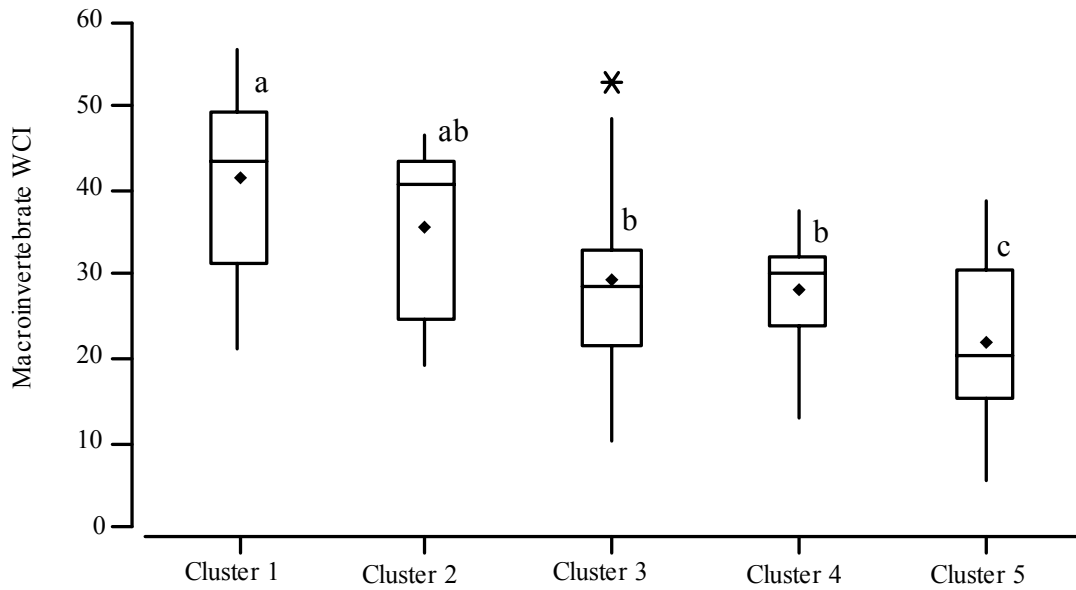 60
50
40
30
20
10
0
Macroinvertebrate WCI
a
ab
b
b
c
Cluster 1
Cluster 2
Cluster 3
Cluster 4
Cluster 5